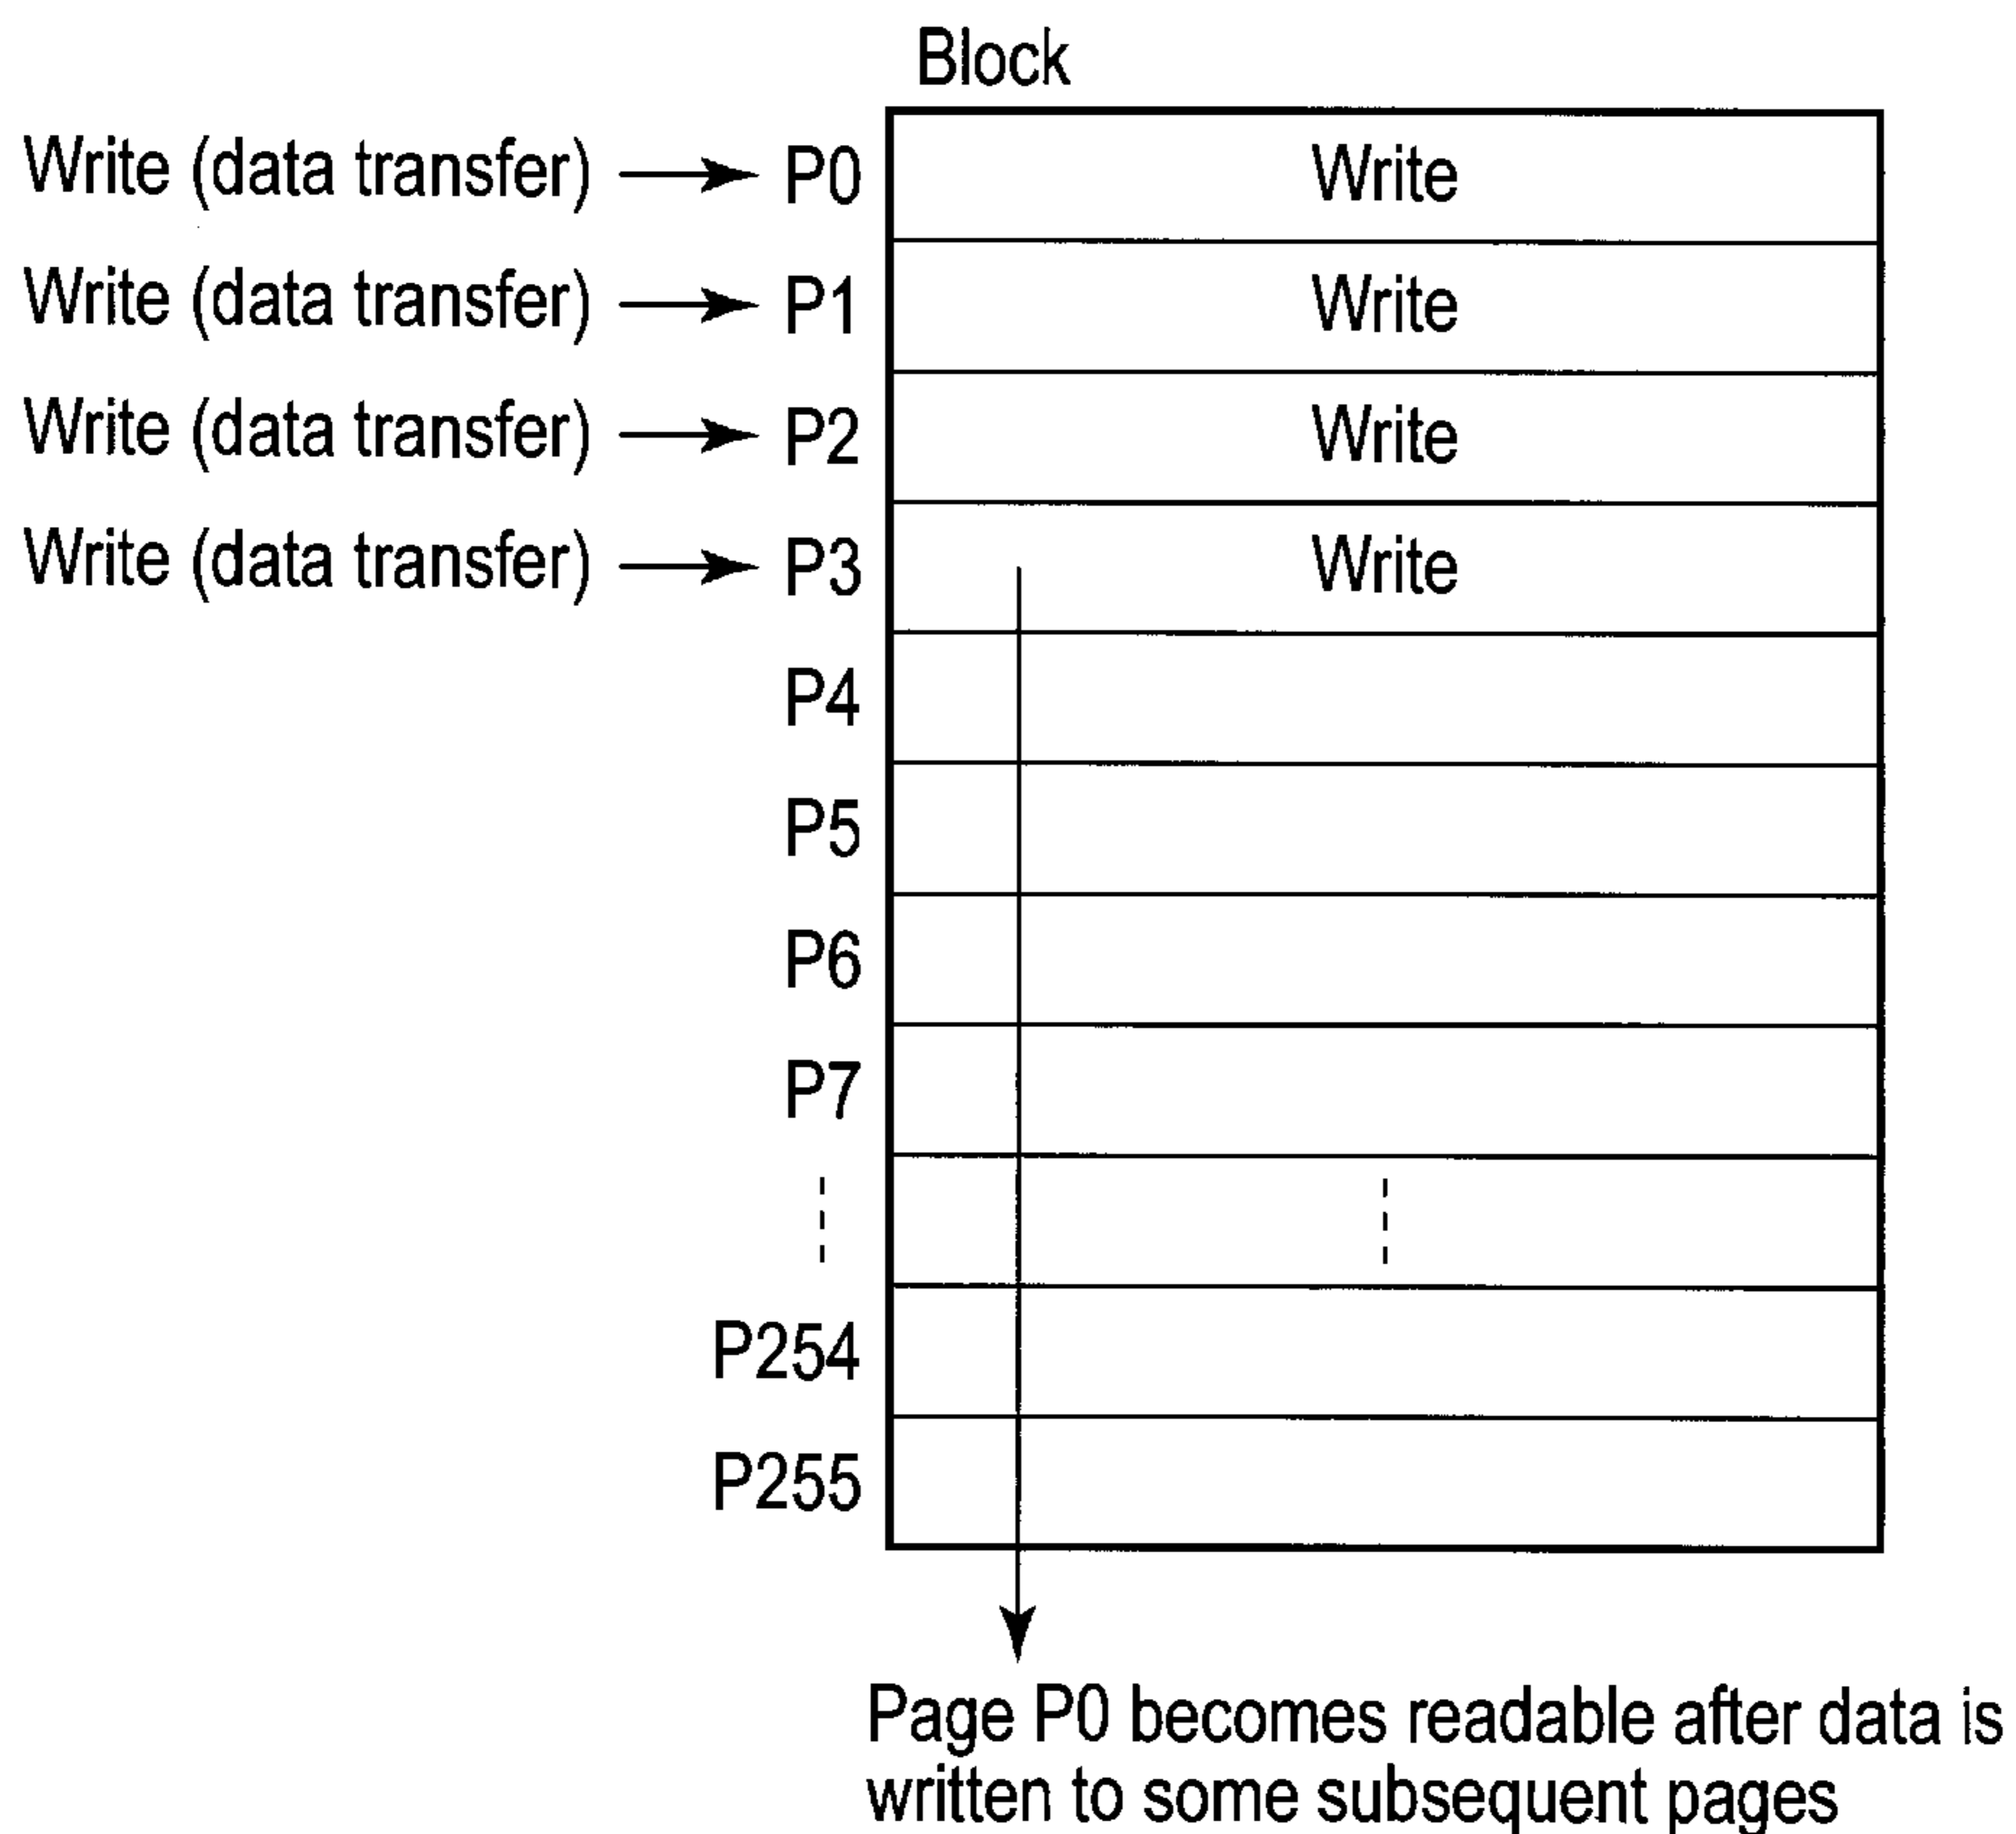 Block
Write (data transfer) P0 Write
Write (data transfer) P1 Write
Write (data transfer) P2 Write
Write (data transfer) P3 Write
P4
P5
P6
P7
P254
P255
Page P0 becomes readable after data is
written to some subsequent pages